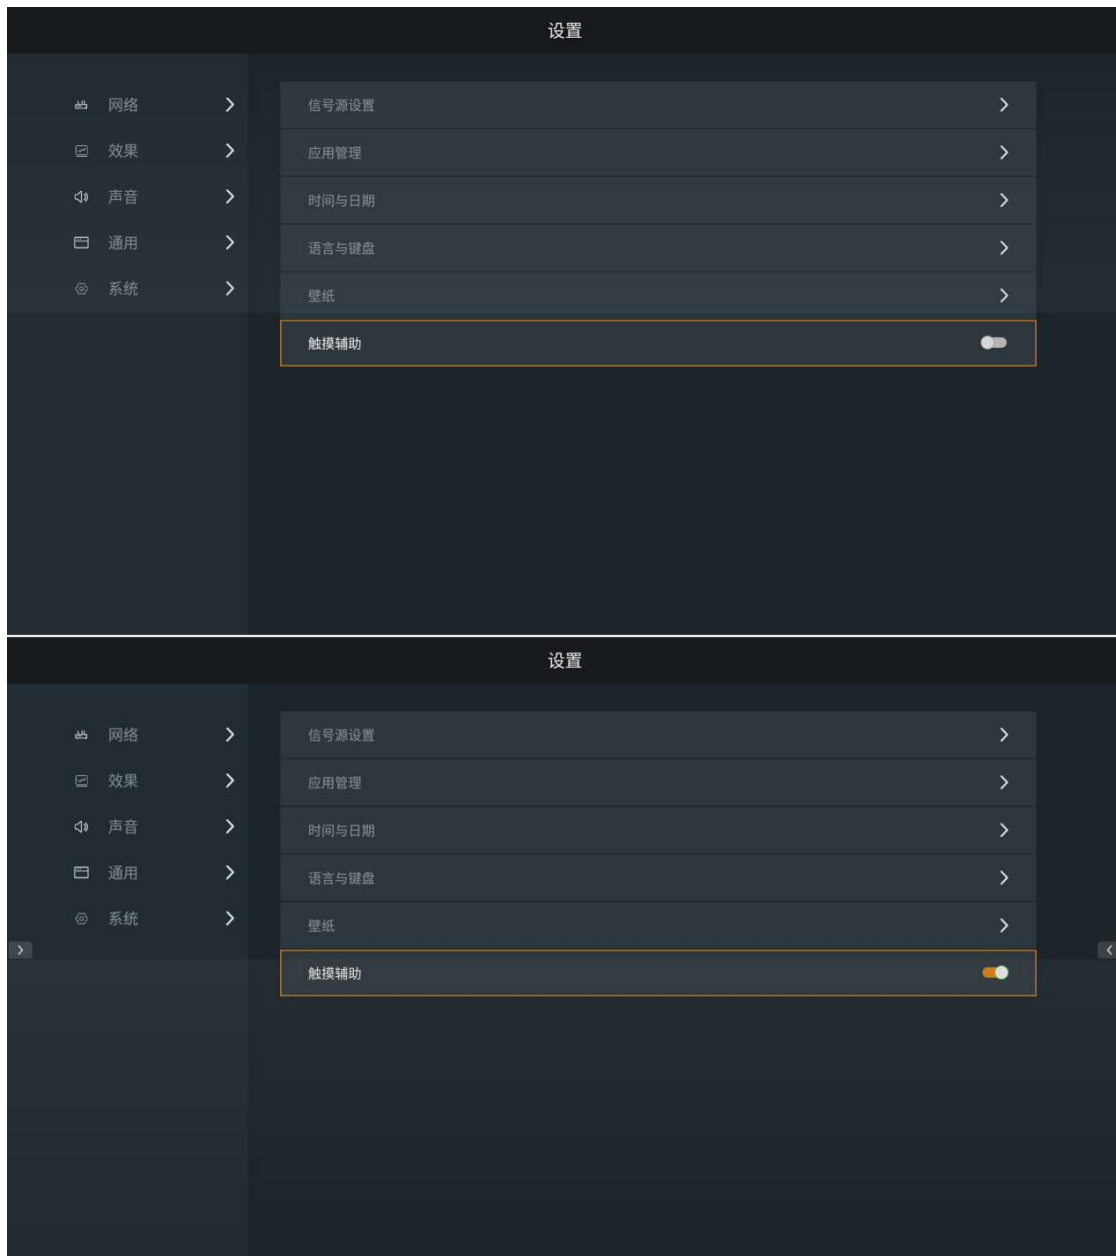 设置
网络
效果
声音
通用
系统
信号源设置
应用管理
时间与日期
语言与键盘
壁纸
触摸辅助
设置
网络
效果
声音
通用
系统
信号源设置
应用管理
时间与日期
语言与键盘
壁纸
触摸辅助